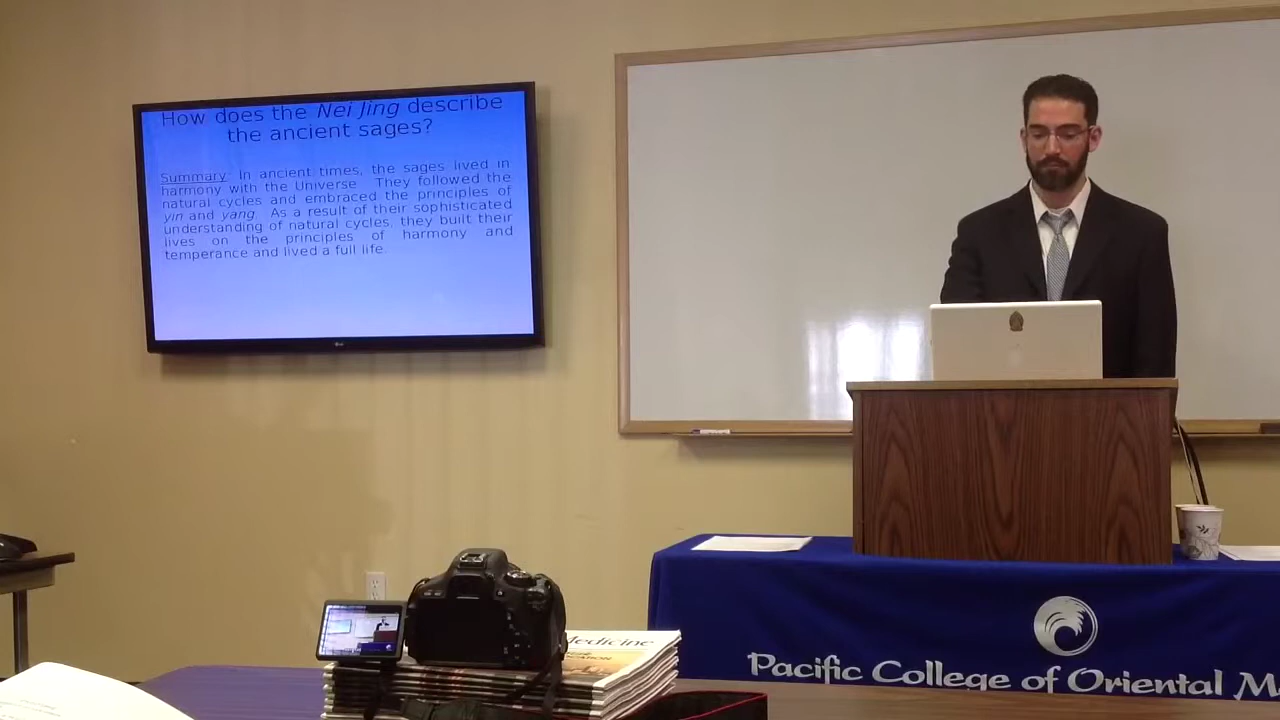 How does the Nei Jing describe
the ancient sages?
Summary: In ancient times, the sages lived in
harmony with the Universe. They followed the
natural cycles and embraced the principles of
yin and yang. As a result of their sophisticated
understanding of natural cycles, they built their
lives on the principles of harmony and
temperance and lived a full life.
Medicine
Pacific College of Oriental M